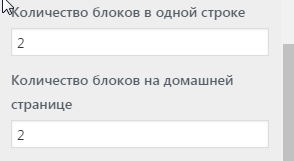 Количество блоков в одной строке
2
Количество блоков на домашней
странице
2